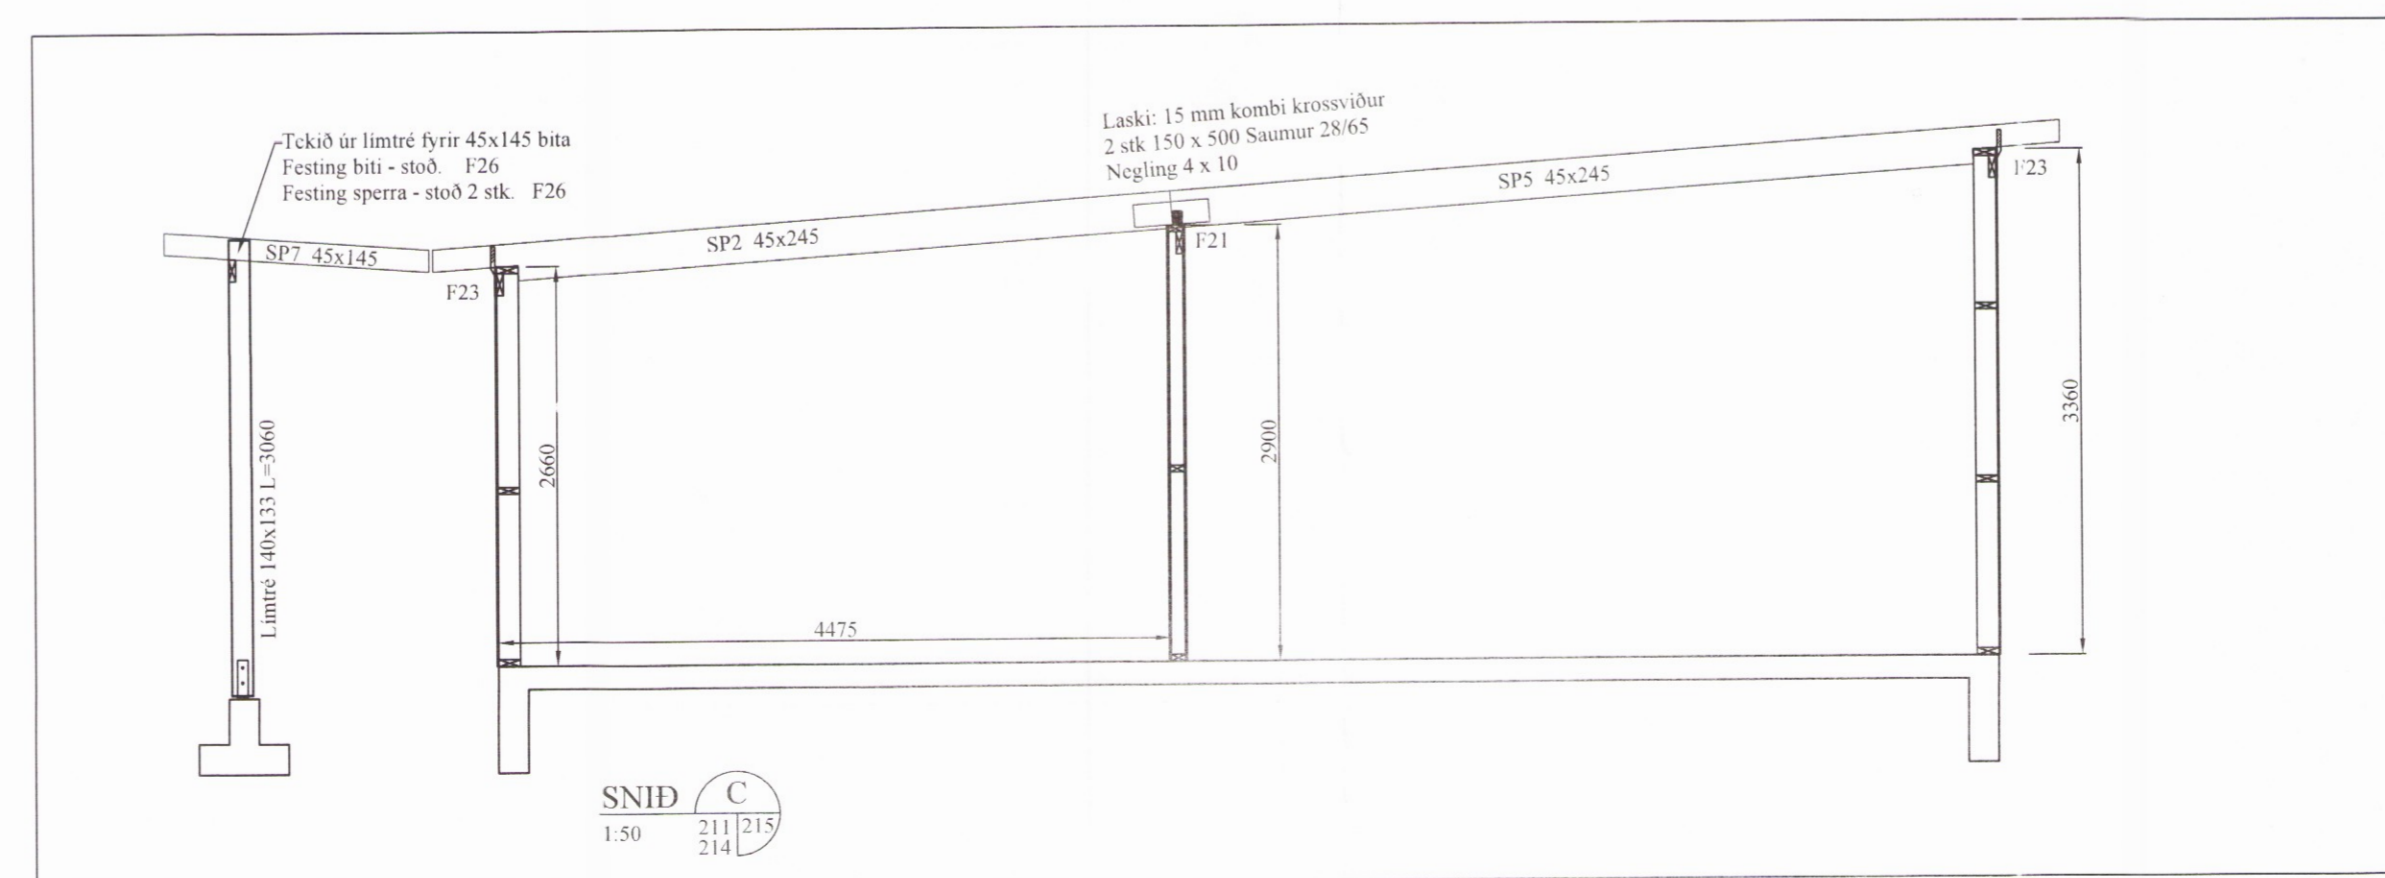 Tekið úr límtré fyrir 45x145 bita
Festing biti - stoð. F26
Festing sperra - stoð 2 stk. F26
Laski: 15 mm kombi krossviður
2 stk 150 x 500 Saumur 28/65
Negling 4 x 10
SP7 45x145
SP2 45x245
SP5 45x245
F23
F21
F23
Límtré 140x133 L=3060
2660
2900
3360
4475
SNIÐ C
1:50
211 215
214